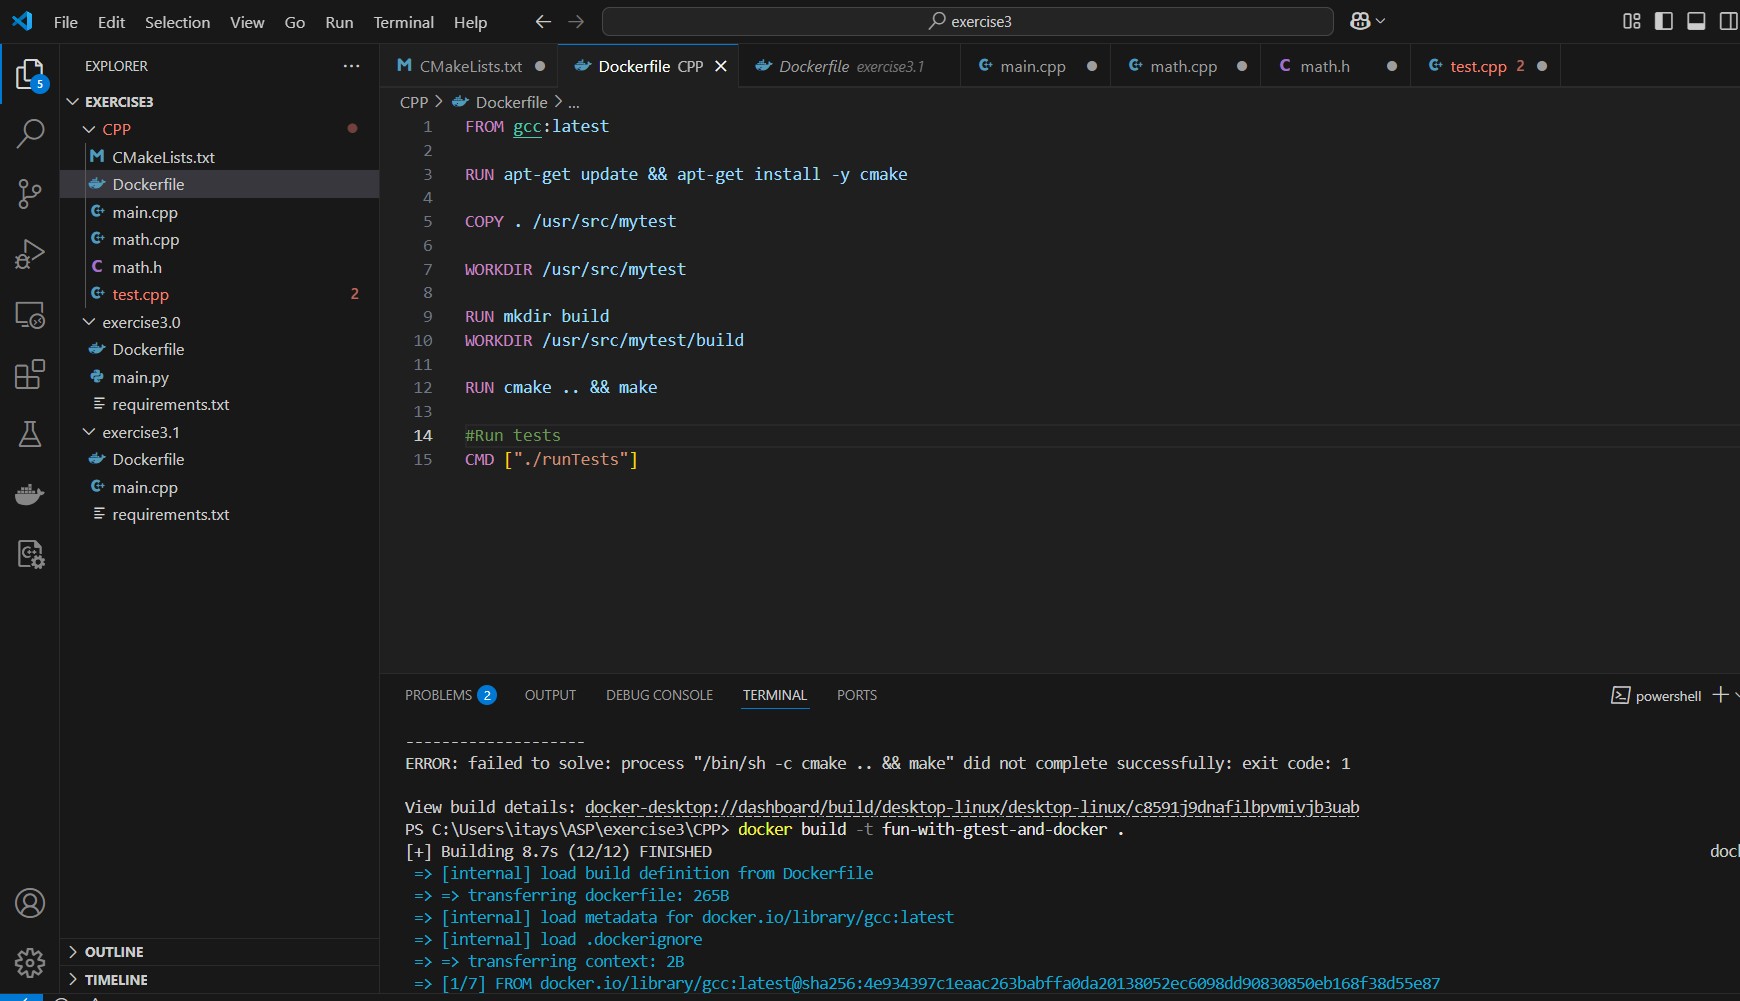 File Edit Selection View Go Run Terminal Help
exercise3
EXPLORER
5
EXERCISE3
CPP
CMakeLists.txt
Dockerfile
main.cpp
math.cpp
math.h
test.cpp 2
exercise3.0
Dockerfile
main.py
requirements.txt
exercise3.1
Dockerfile
main.cpp
requirements.txt
OUTLINE
TIMELINE
CMakeLists.txt
Dockerfile CPP
Dockerfile exercise3.1
main.cpp
math.cpp
math.h
test.cpp 2
CPP > Dockerfile > ...
1 FROM gcc:latest
2
3 RUN apt-get update && apt-get install -y cmake
4
5 COPY . /usr/src/mytest
6
7 WORKDIR /usr/src/mytest
8
9 RUN mkdir build
10 WORKDIR /usr/src/mytest/build
11
12 RUN cmake .. && make
13
14 #Run tests
15 CMD ["./runTests"]
PROBLEMS 2 OUTPUT DEBUG CONSOLE TERMINAL PORTS
powershell
--------------------
ERROR: failed to solve: process "/bin/sh -c cmake .. && make" did not complete successfully: exit code: 1
View build details: docker-desktop://dashboard/build/desktop-linux/desktop-linux/c8591j9dnafilbpvmivjb3uab
PS C:\Users\itays\ASP\exercise3\CPP> docker build -t fun-with-gtest-and-docker .
[+] Building 8.7s (12/12) FINISHED
doc
=> [internal] load build definition from Dockerfile
=> => transferring dockerfile: 265B
=> [internal] load metadata for docker.io/library/gcc:latest
=> [internal] load .dockerignore
=> => transferring context: 2B
=> [1/7] FROM docker.io/library/gcc:latest@sha256:4e934397c1eaac263babffa0da20138052ec6098dd90830850eb168f38d55e87